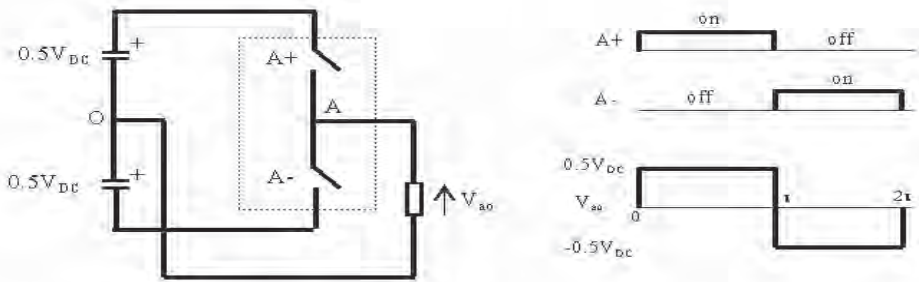 0.5V_DC
+
O
0.5V_DC
+
A+
A
A-
V_ao
A+
on
off
A-
off
on
0.5V_DC
V_ao
0
π
2π
-0.5V_DC